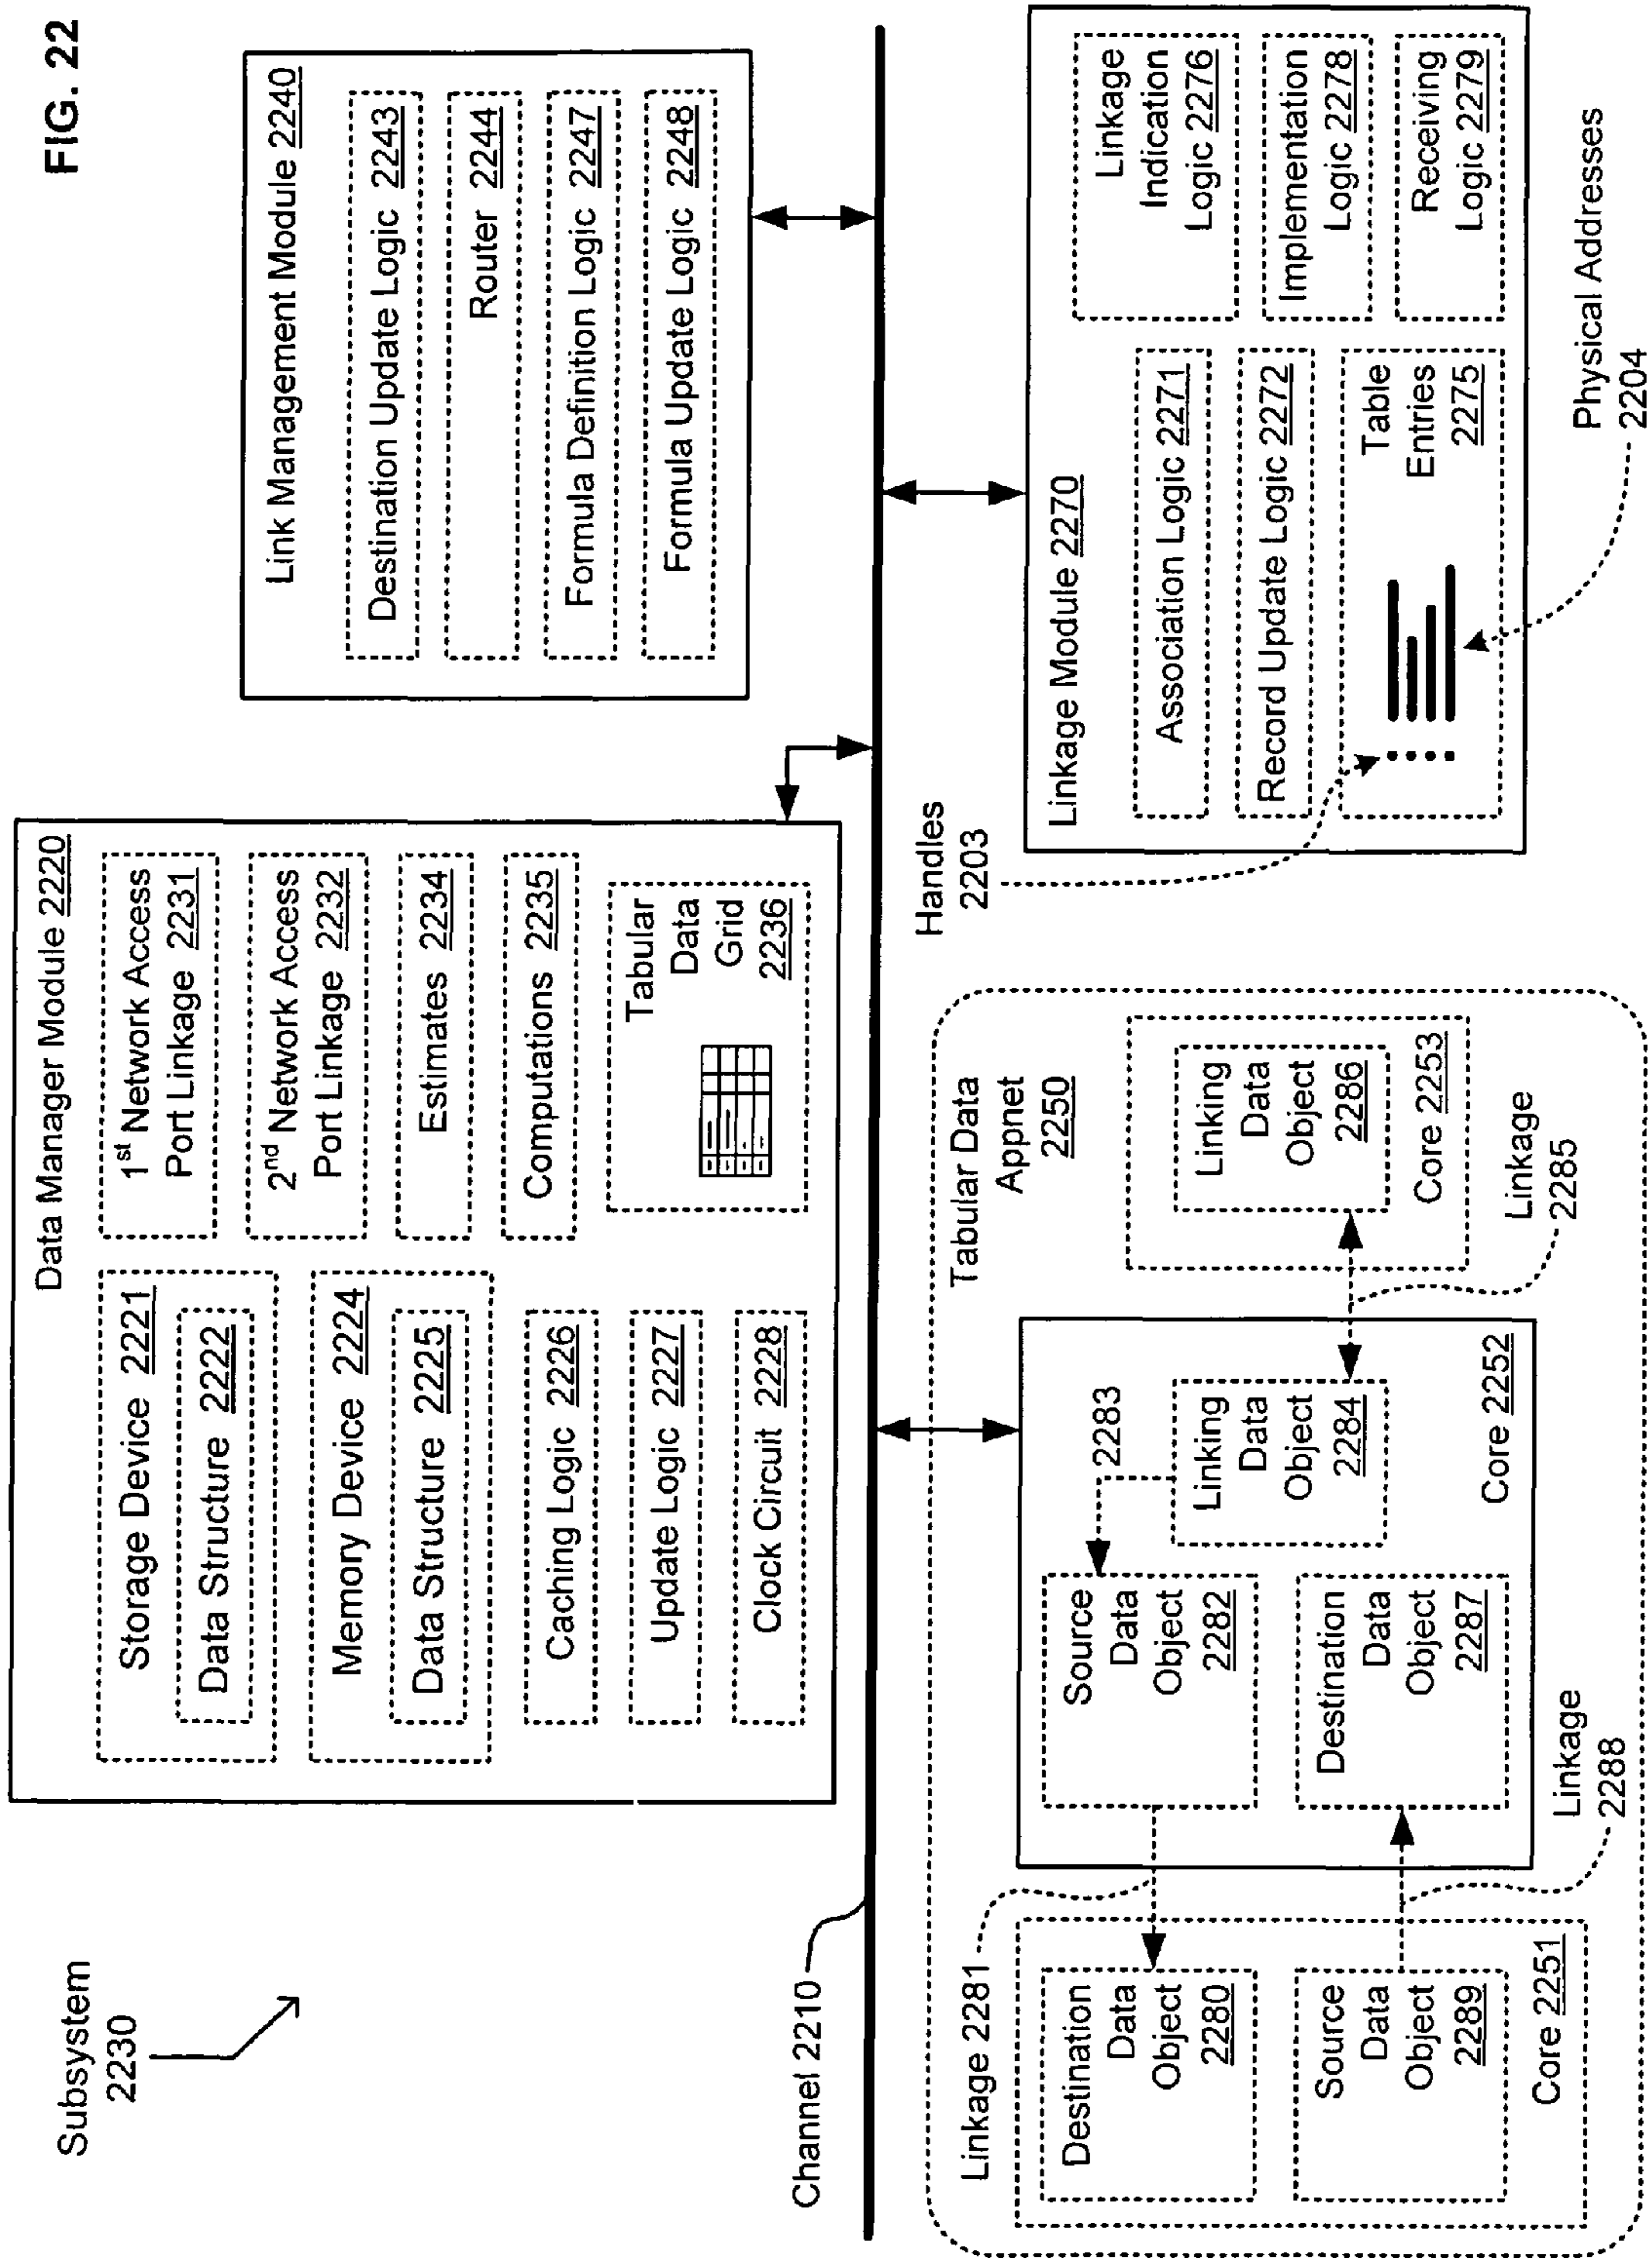 FIG. 22
Subsystem
2230
Data Manager Module 2220
Storage Device 2221
Data Structure 2222
Memory Device 2224
Data Structure 2225
Caching Logic 2226
Update Logic 2227
Clock Circuit 2228
1st Network Access
Port Linkage 2231
2nd Network Access
Port Linkage 2232
Estimates 2234
Computations 2235
Tabular
Data
Grid
2236
Link Management Module 2240
Destination Update Logic 2243
Router 2244
Formula Definition Logic 2247
Formula Update Logic 2248
Channel 2210
Tabular Data
Appnet
2250
Linkage 2281
Destination
Data
Object
2280
Source
Data
Object
2289
Core 2251
Source
Data
Object
2282
Destination
Data
Object
2287
2283
Linking
Data
Object
2284
Core 2252
Linkage
2288
Linking
Data
Object
2286
Core 2253
Linkage
2285
Handles
2203
Linkage Module 2270
Association Logic 2271
Record Update Logic 2272
Table
Entries
2275
Linkage
Indication
Logic 2276
Implementation
Logic 2278
Receiving
Logic 2279
Physical Addresses
2204